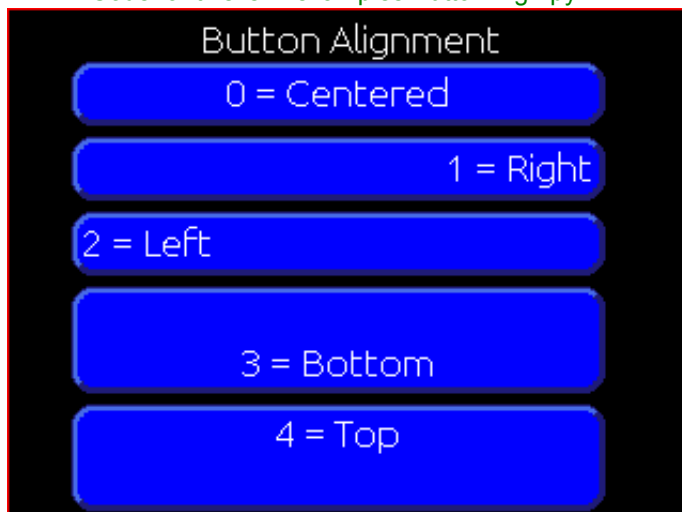 Button Alignment
0 = Centered
1 = Right
2 = Left
3 = Bottom
4 = Top